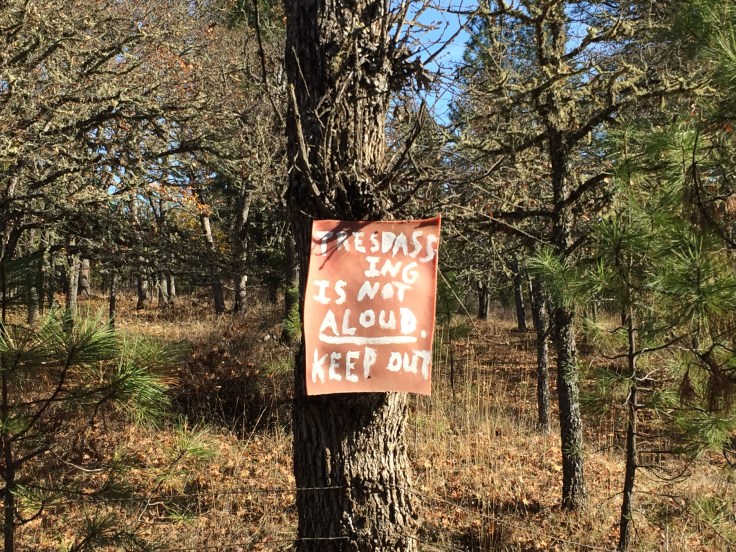 TRESPASS
ING
IS NOT
ALOUD.
KEEP OUT